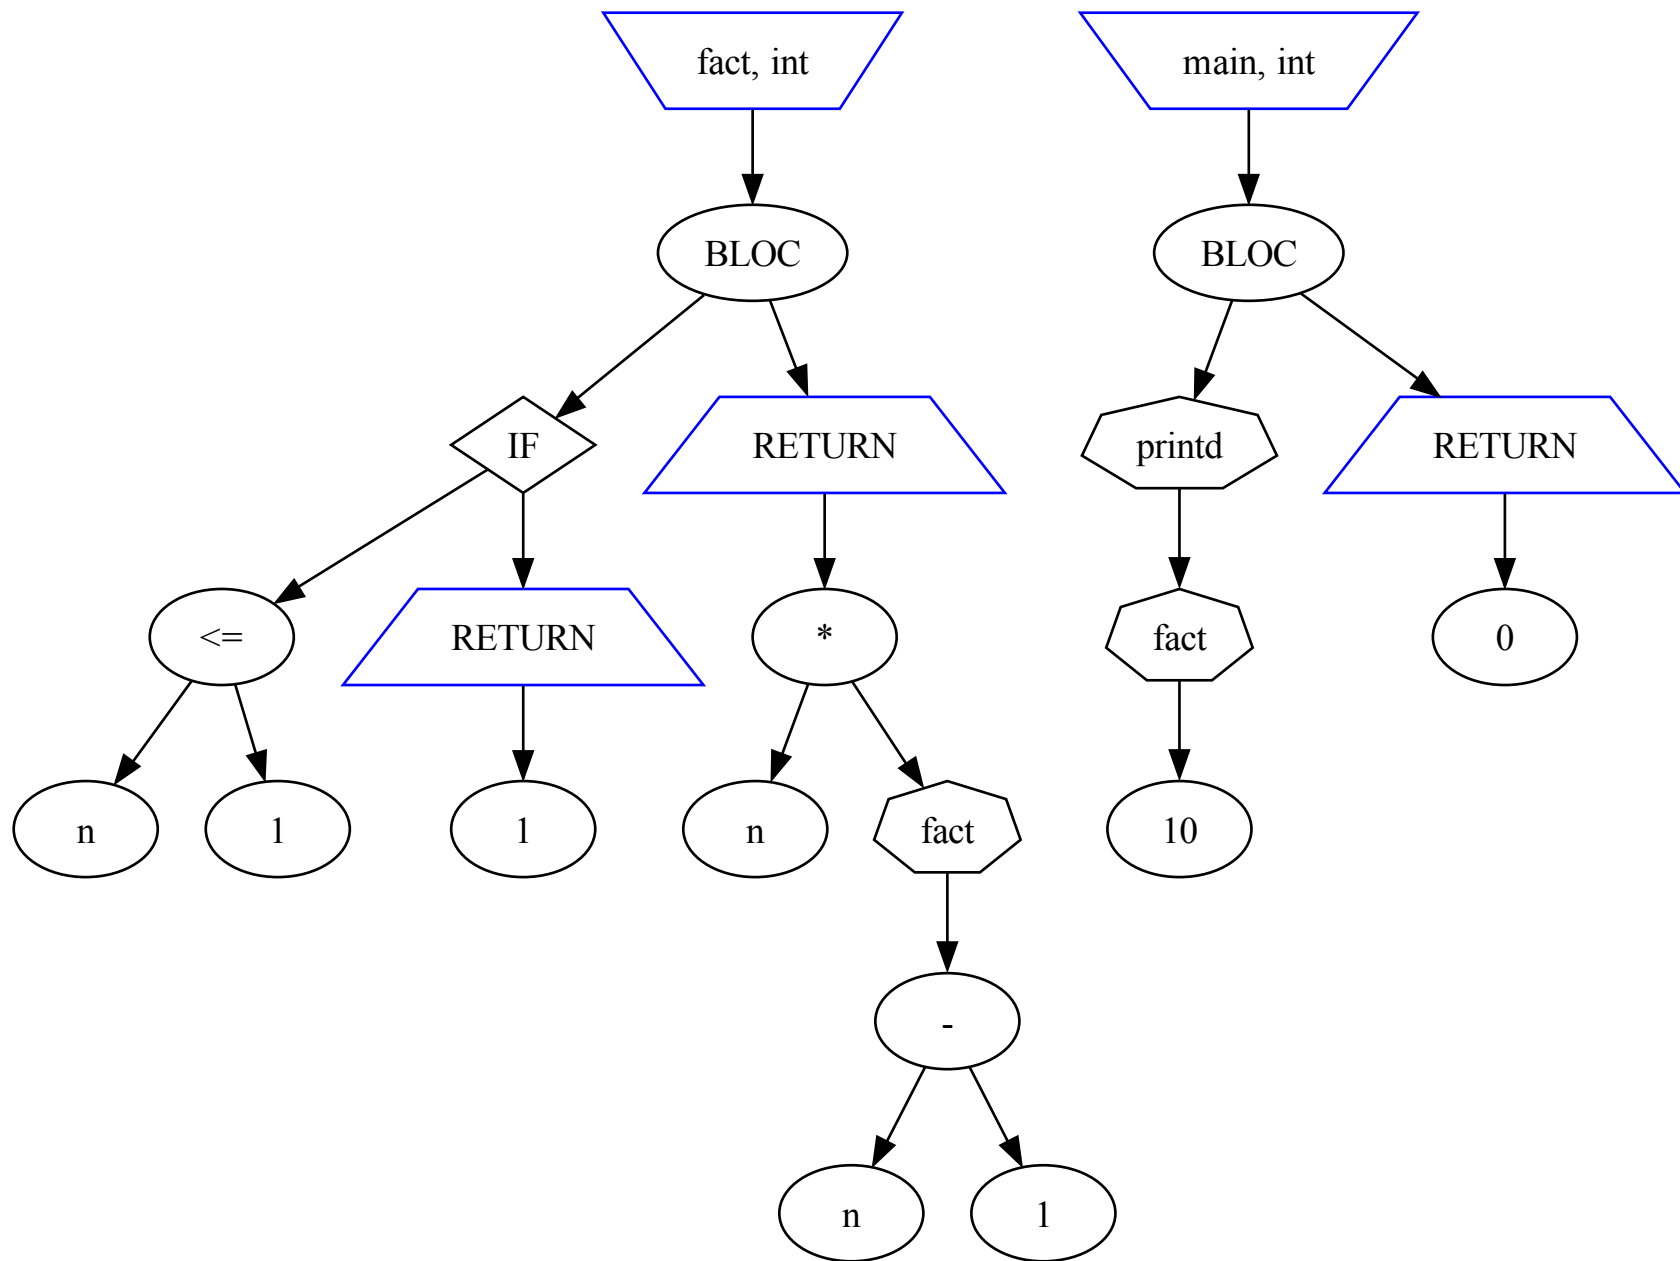 fact, int
main, int
BLOC
BLOC
IF
RETURN
printd
RETURN
<=
RETURN
*
fact
0
n
1
1
n
fact
10
-
n
1